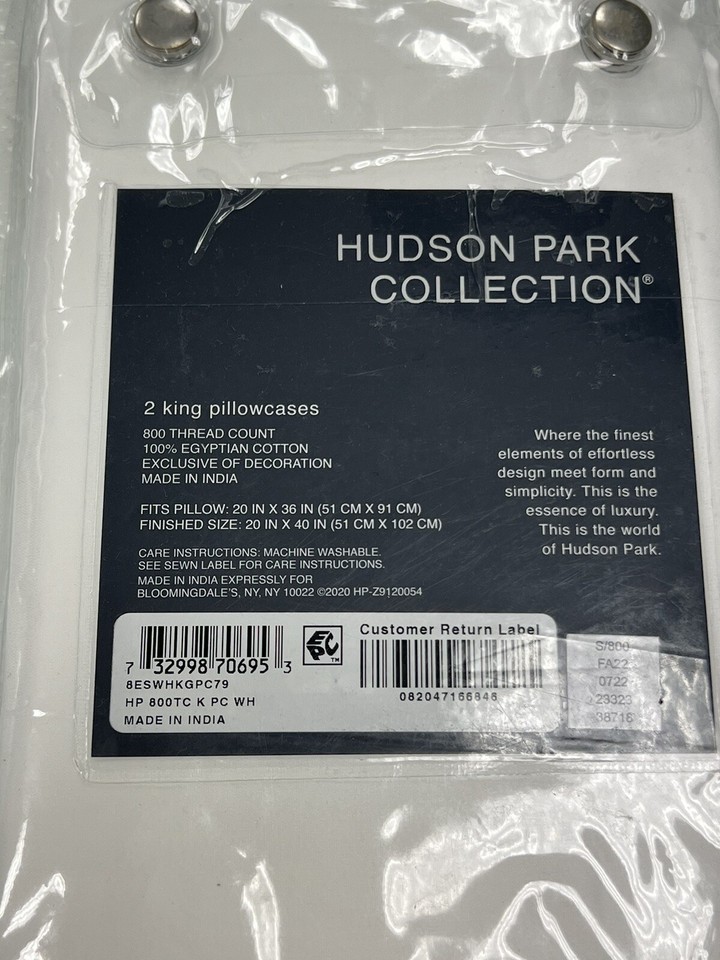 HUDSON PARK
COLLECTION®
2 king pillowcases
800 THREAD COUNT
100% EGYPTIAN COTTON
EXCLUSIVE OF DECORATION
MADE IN INDIA
FITS PILLOW: 20 IN X 36 IN (51 CM X 91 CM)
FINISHED SIZE: 20 IN X 40 IN (51 CM X 102 CM)
CARE INSTRUCTIONS: MACHINE WASHABLE.
SEE SEWN LABEL FOR CARE INSTRUCTIONS.
MADE IN INDIA EXPRESSLY FOR
BLOOMINGDALE'S, NY, NY 10022 ©2020 HP-Z9120054
Where the finest
elements of effortless
design meet form and
simplicity. This is the
essence of luxury.
This is the world
of Hudson Park.
7 32998 70695 3
8ESWHKGPC79
HP 800TC K PC WH
MADE IN INDIA
EPC™
Customer Return Label
082047166846
S/800
FA22
0722
23323
38716